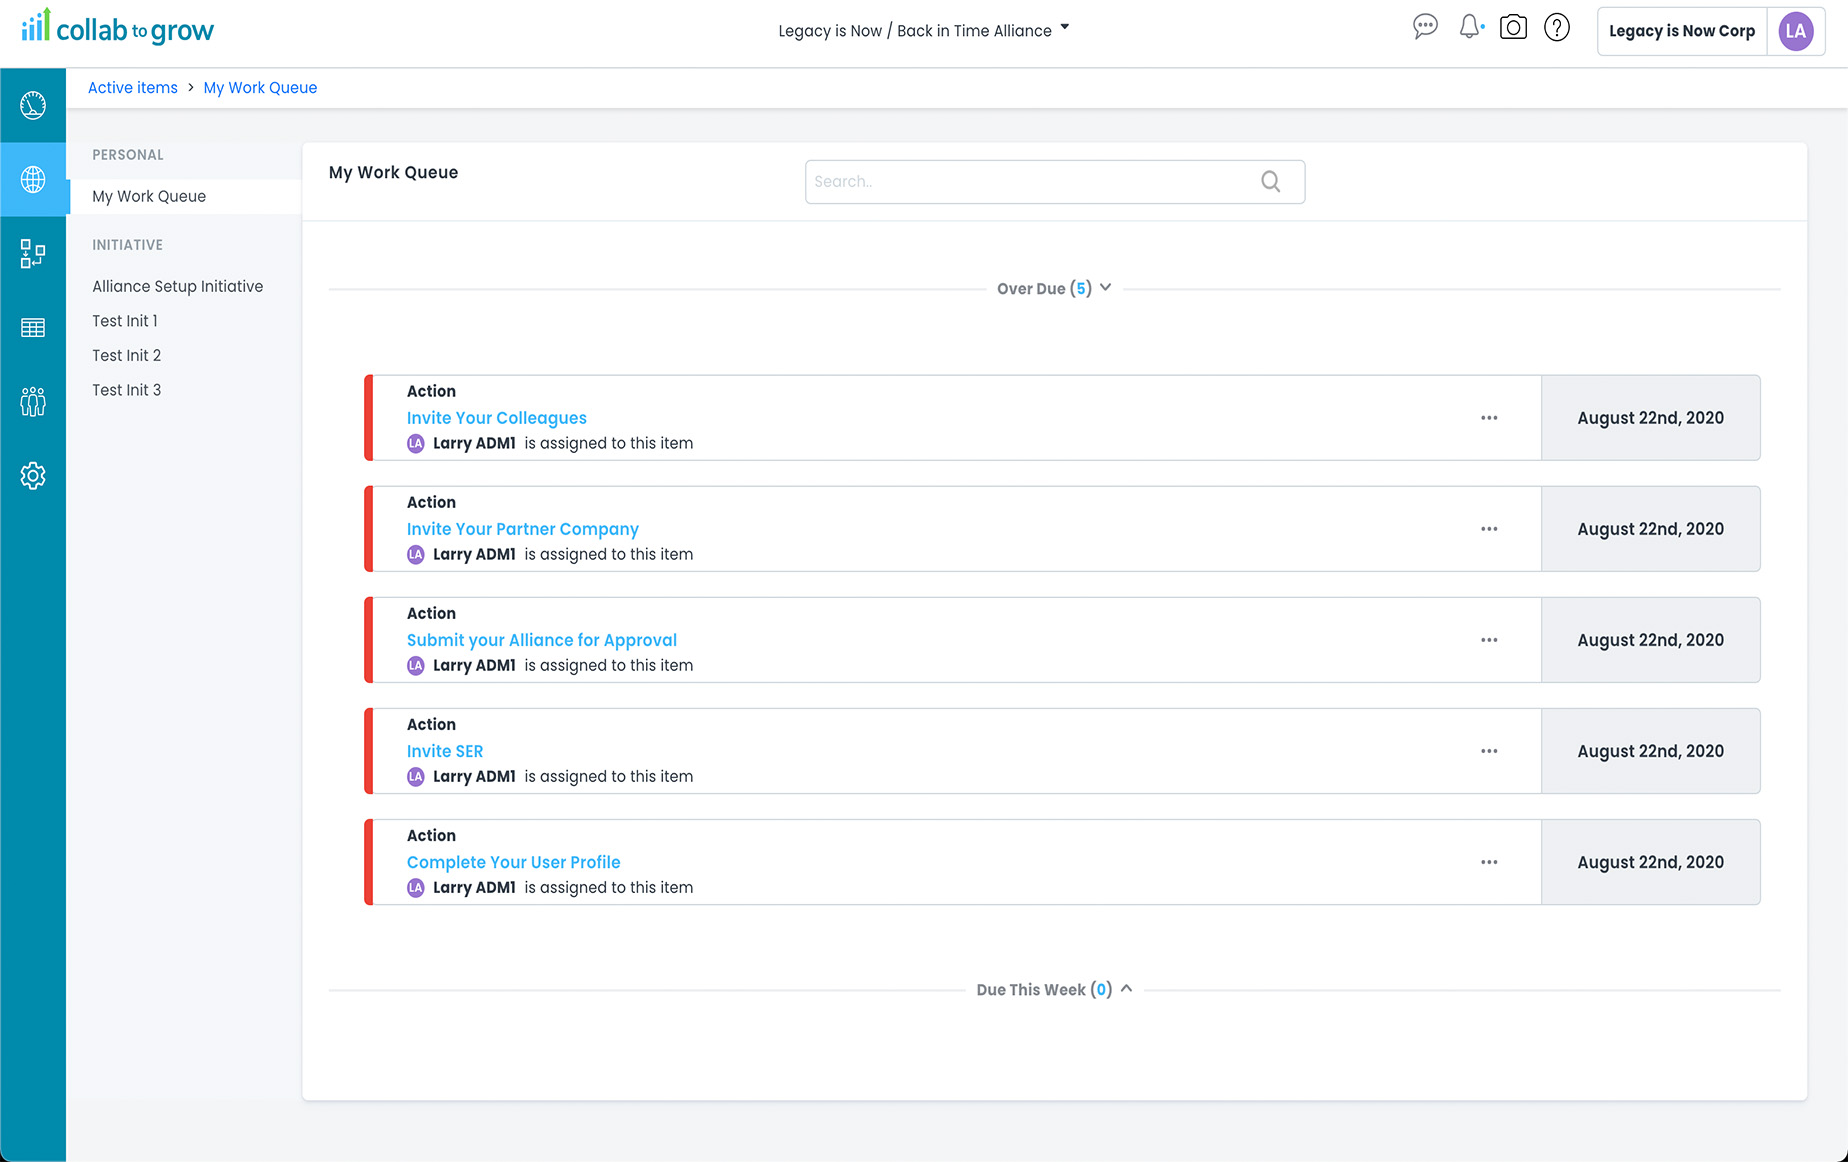 collab to grow
Legacy is Now / Back in Time Alliance
Legacy is Now Corp
LA
Active items > My Work Queue
PERSONAL
My Work Queue
INITIATIVE
Alliance Setup Initiative
Test Init 1
Test Init 2
Test Init 3
My Work Queue
Search..
Over Due (5)
Action
Invite Your Colleagues
LA Larry ADM1 is assigned to this item
August 22nd, 2020
Action
Invite Your Partner Company
LA Larry ADM1 is assigned to this item
August 22nd, 2020
Action
Submit your Alliance for Approval
LA Larry ADM1 is assigned to this item
August 22nd, 2020
Action
Invite SER
LA Larry ADM1 is assigned to this item
August 22nd, 2020
Action
Complete Your User Profile
LA Larry ADM1 is assigned to this item
August 22nd, 2020
Due This Week (0)